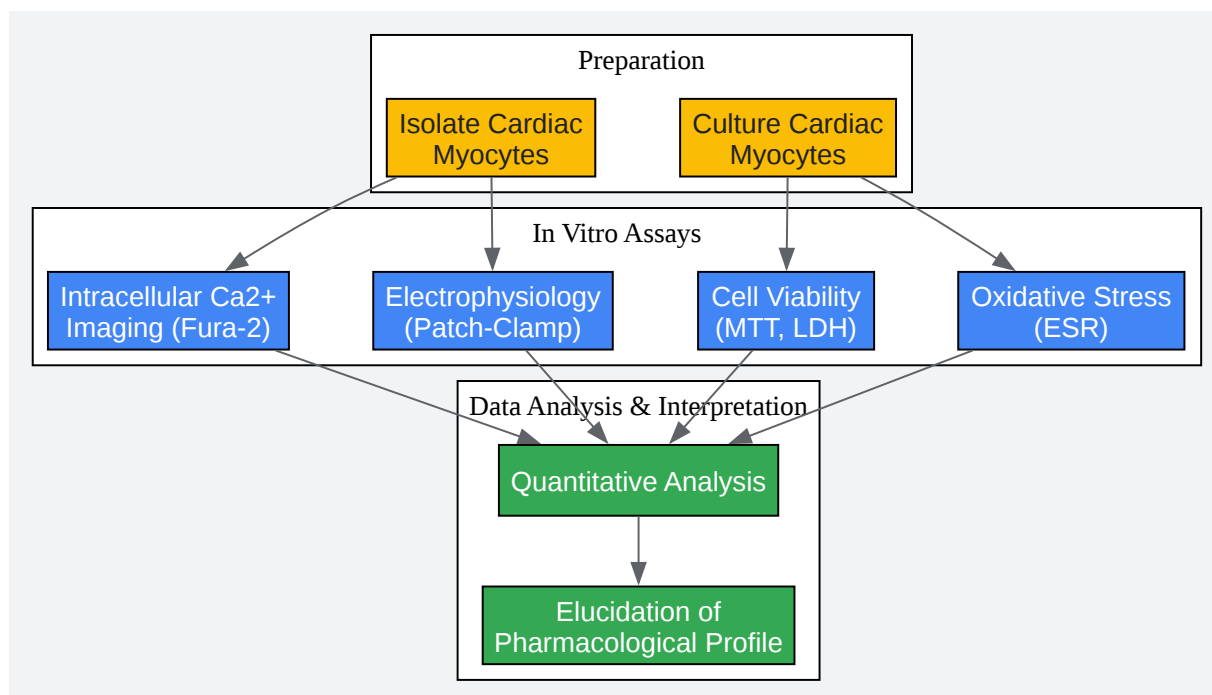 Preparation
Isolate Cardiac
Myocytes
Culture Cardiac
Myocytes
In Vitro Assays
Intracellular Ca2+
Imaging (Fura-2)
Electrophysiology
(Patch-Clamp)
Cell Viability
(MTT, LDH)
Oxidative Stress
(ESR)
Data Analysis & Interpretation
Quantitative Analysis
Elucidation of
Pharmacological Profile